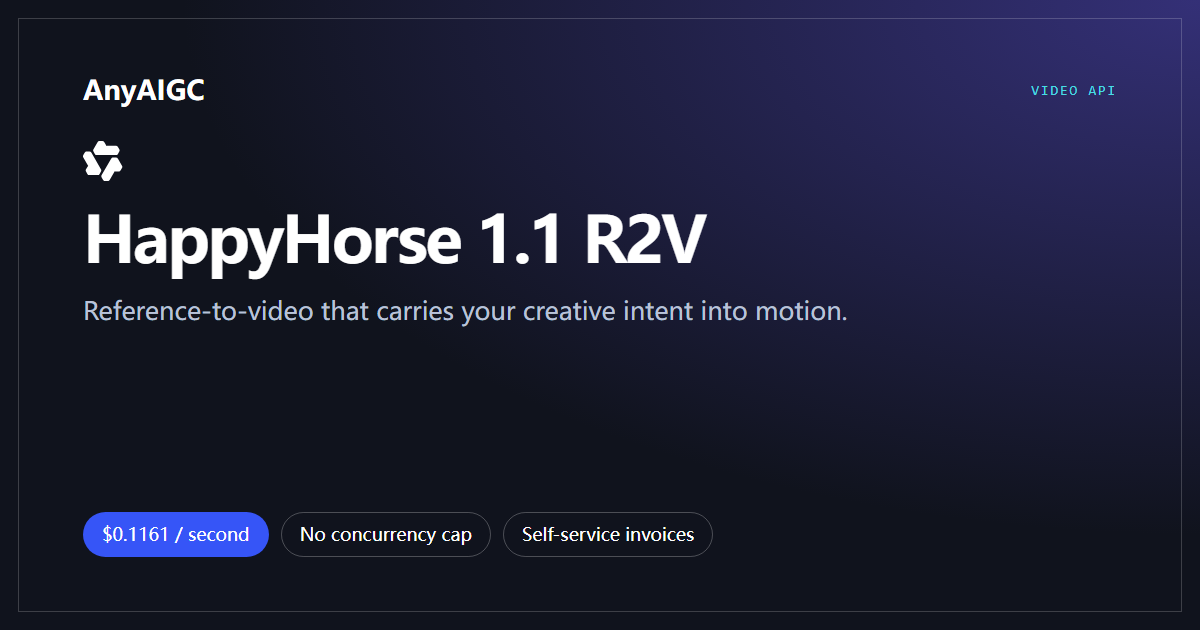 AnyAIGC
VIDEO API
HappyHorse 1.1 R2V
Reference-to-video that carries your creative intent into motion.
$0.1161 / second
No concurrency cap
Self-service invoices